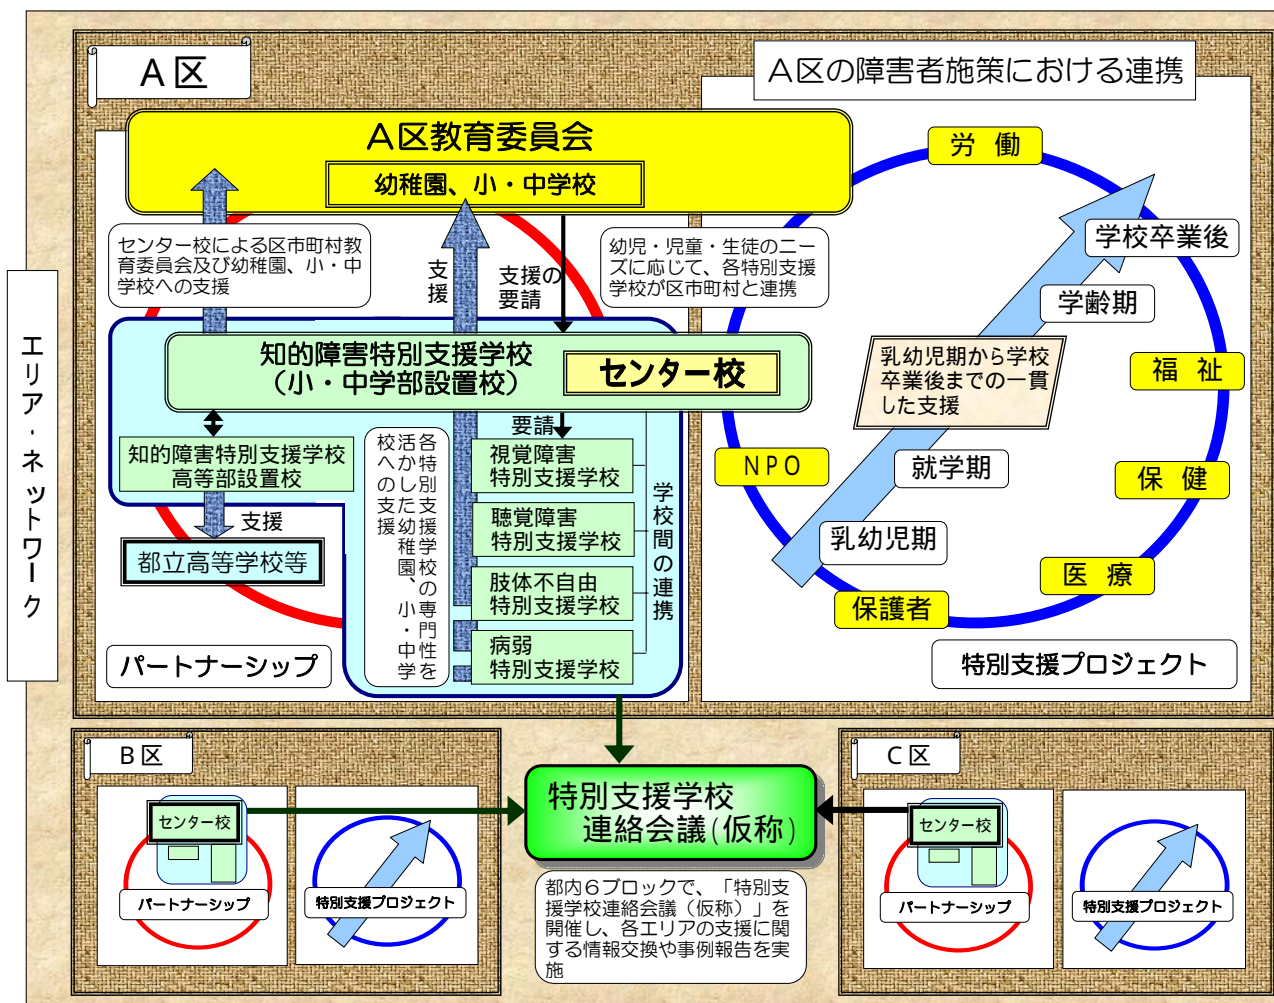 A区
A区の障害者施策における連携
A区教育委員会
幼稚園、小・中学校
センター校による区市町村教
育委員会及び幼稚園、小・中
学校への支援
支援
支援の
要請
幼児・児童・生徒のニー
ズに応じて、各特別支援
学校が区市町村と連携
知的障害特別支援学校
（小・中学部設置校）
センター校
要請
知的障害特別支援学校
高等部設置校
支援
都立高等学校等
各特別支援学校の専門性を
活かした幼稚園、小・中学
校への支援
視覚障害
特別支援学校
聴覚障害
特別支援学校
肢体不自由
特別支援学校
病弱
特別支援学校
学校間の連携
パートナーシップ
エリア・ネットワーク
労働
学校卒業後
学齢期
乳幼児期から学校
卒業後までの一貫
した支援
福祉
NPO
就学期
保健
乳幼児期
医療
保護者
特別支援プロジェクト
B区
センター校
パートナーシップ
特別支援プロジェクト
特別支援学校
連絡会議(仮称)
都内6ブロックで、「特別支
援学校連絡会議（仮称）」を
開催し、各エリアの支援に関
する情報交換や事例報告を実
施
C区
センター校
パートナーシップ
特別支援プロジェクト